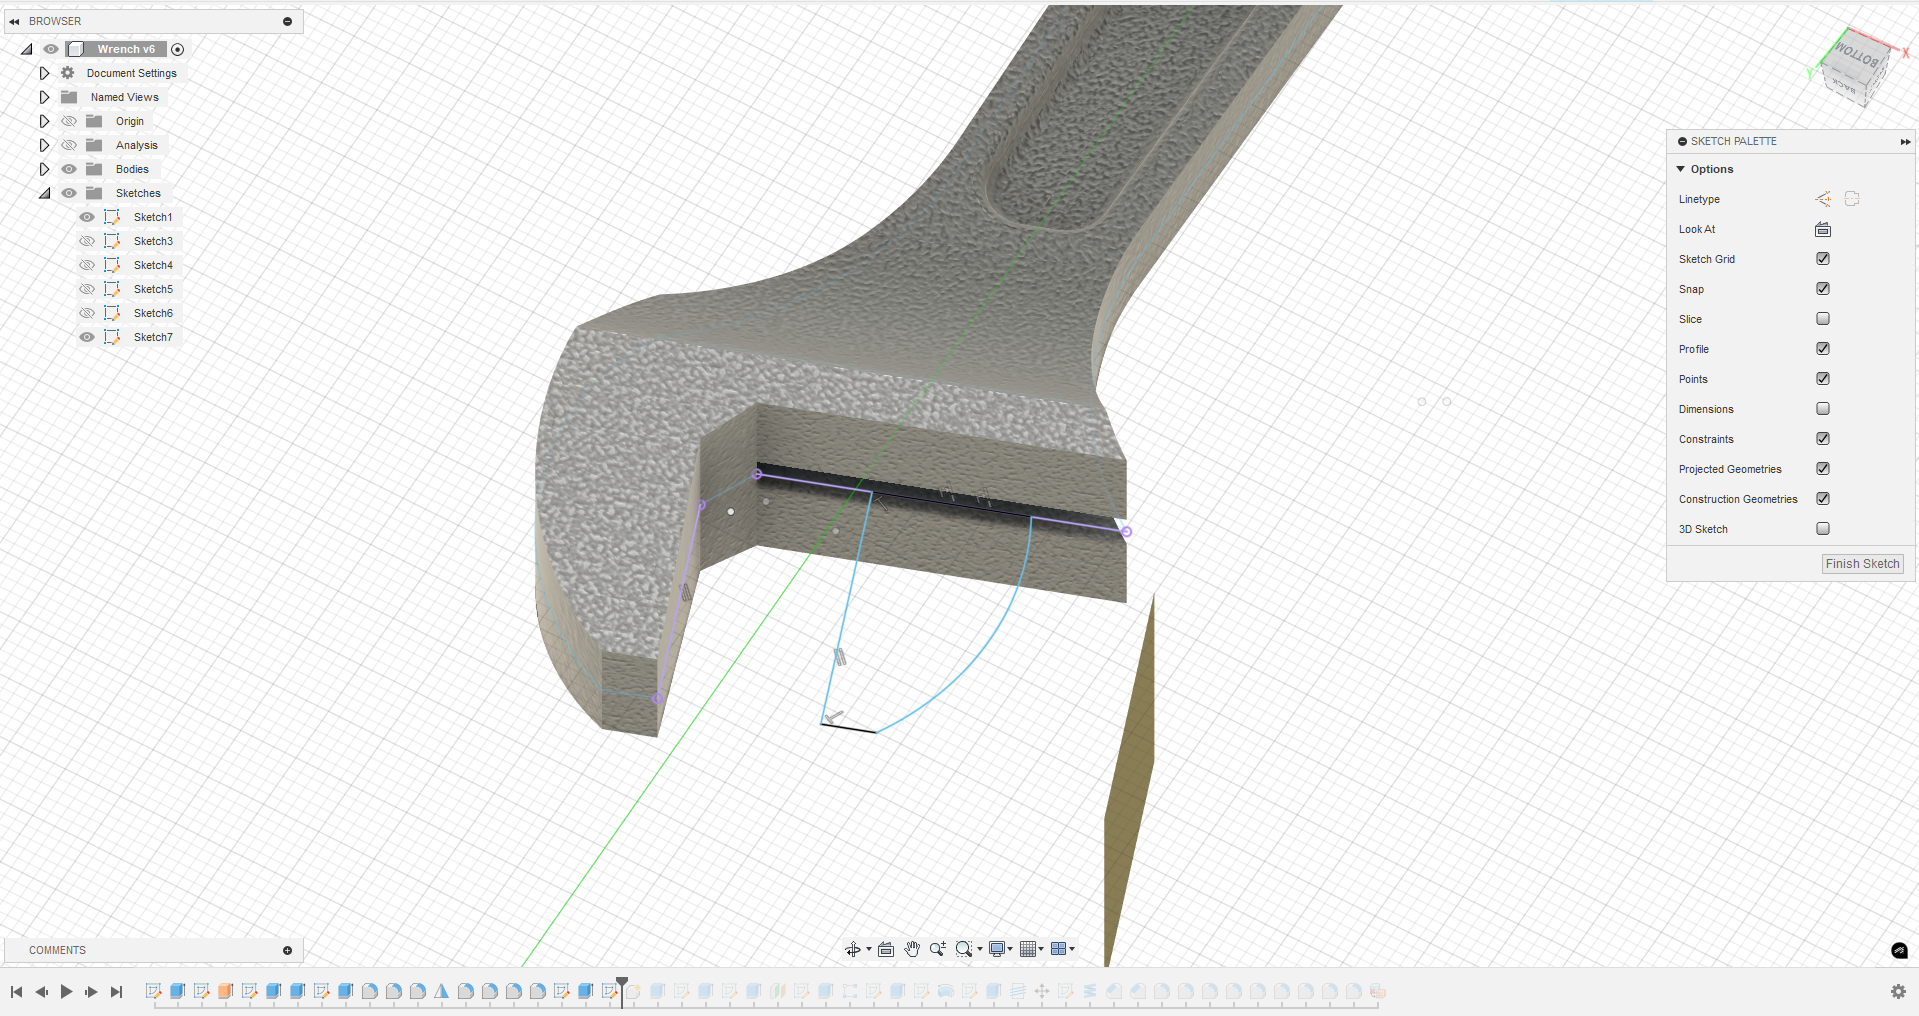 BROWSER
Wrench v6
Document Settings
Named Views
Origin
Analysis
Bodies
Sketches
Sketch1
Sketch3
Sketch4
Sketch5
Sketch6
Sketch7
BOTTOM
BACK
X
Y
SKETCH PALETTE
Options
Linetype
Look At
Sketch Grid
Snap
Slice
Profile
Points
Dimensions
Constraints
Projected Geometries
Construction Geometries
3D Sketch
Finish Sketch
COMMENTS